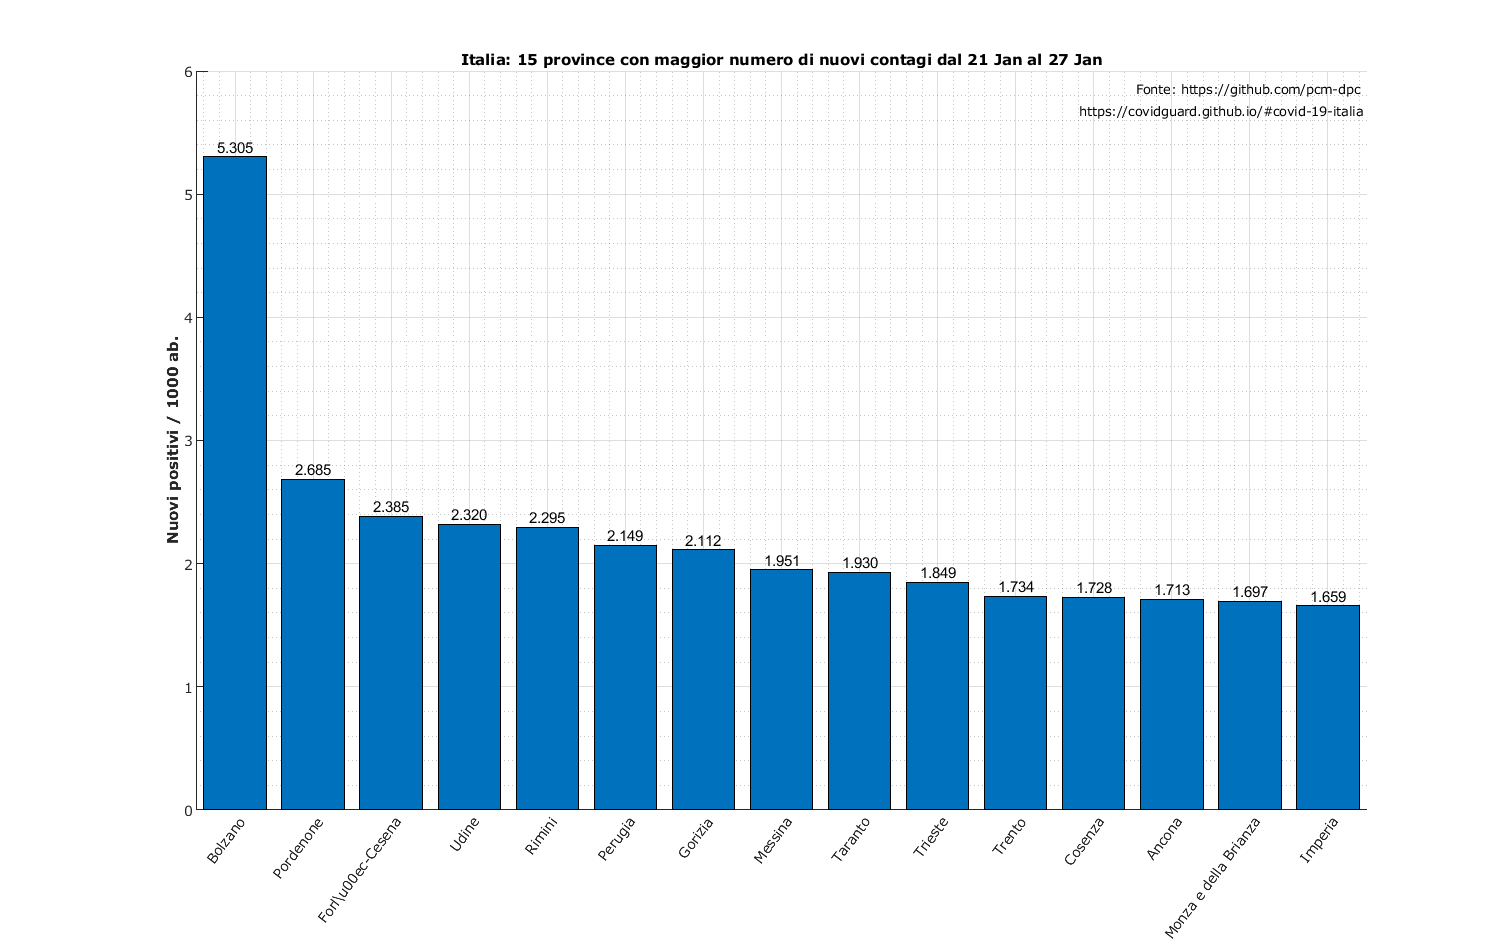 Italia: 15 province con maggior numero di nuovi contagi dal 21 Jan al 27 Jan
Fonte: https://github.com/pcm-dpc
https://covidguard.github.io/#covid-19-italia
Nuovi positivi / 1000 ab.
6
5
4
3
2
1
0
5.305
2.685
2.385
2.320
2.295
2.149
2.112
1.951
1.930
1.849
1.734
1.728
1.713
1.697
1.659
Bolzano
Pordenone
Forl\u00ec-Cesena
Udine
Rimini
Perugia
Gorizia
Messina
Taranto
Trieste
Trento
Cosenza
Ancona
Monza e della Brianza
Imperia